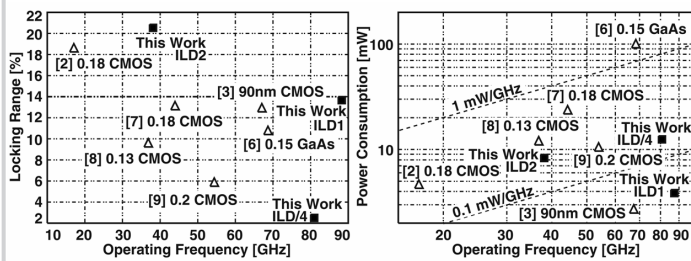 22
20
18
16
14
12
10
8
6
4
2
Locking Range [%]
This Work
ILD2
[2] 0.18 CMOS
[3] 90nm CMOS
This Work
ILD1
[7] 0.18 CMOS
[6] 0.15 GaAs
[8] 0.13 CMOS
[9] 0.2 CMOS
This Work
ILD/4
10 20 30 40 50 60 70 80 90
Operating Frequency [GHz]
100
10
Power Consumption [mW]
[6] 0.15 GaAs
1 mW/GHz
[7] 0.18 CMOS
[8] 0.13 CMOS
This Work
ILD/4
This Work
ILD2
[9] 0.2 CMOS
[2] 0.18 CMOS
This Work
ILD1
0.1 mW/GHz
[3] 90nm CMOS
20 30 40 50 60 70 80 90
Operating Frequency [GHz]